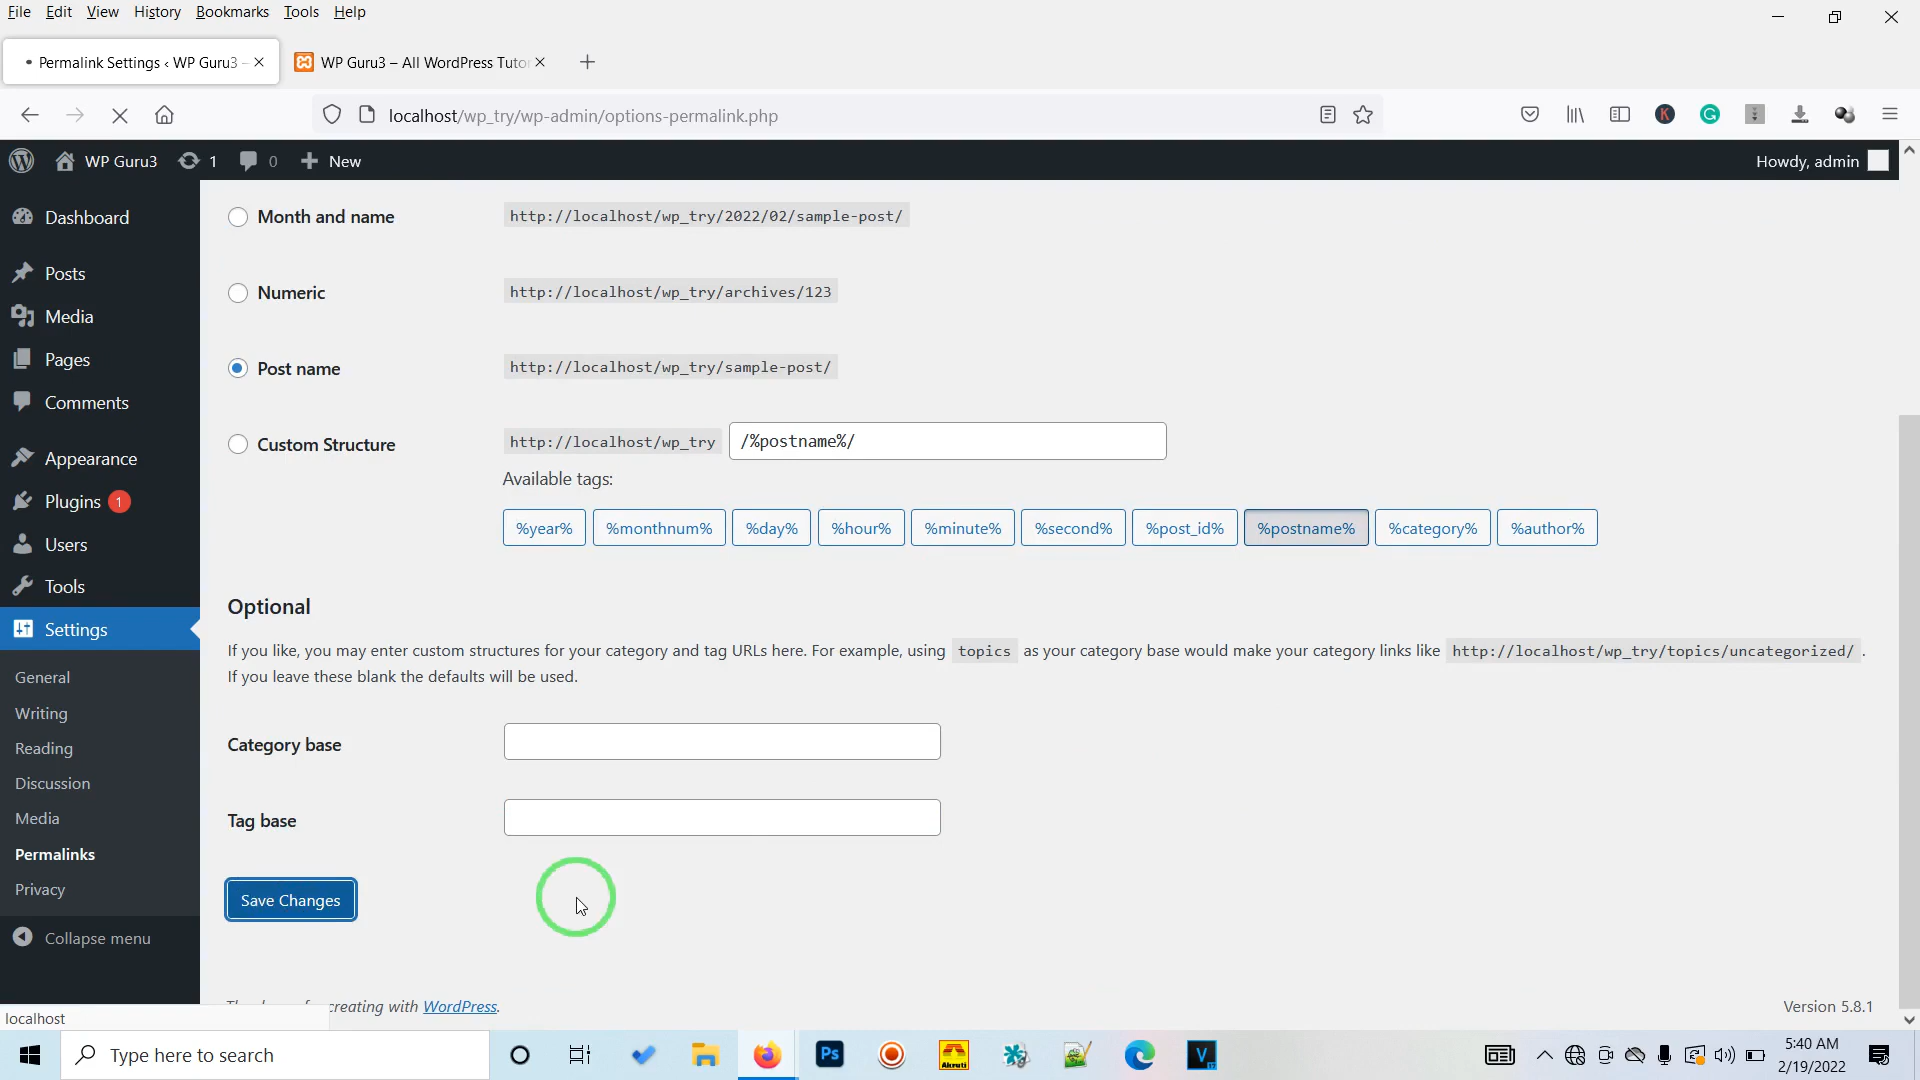 File Edit View History Bookmarks Tools Help
Permalink Settings ‹ WP Guru3 –
WP Guru3 – All WordPress Tutor
localhost/wp_try/wp-admin/options-permalink.php
WP Guru3 1 0 New
Howdy, admin
Dashboard
Posts
Media
Pages
Comments
Appearance
Plugins 1
Users
Tools
Settings
General
Writing
Reading
Discussion
Media
Permalinks
Privacy
Collapse menu
Month and name http://localhost/wp_try/2022/02/sample-post/
Numeric http://localhost/wp_try/archives/123
Post name http://localhost/wp_try/sample-post/
Custom Structure http://localhost/wp_try /%postname%/
Available tags:
%year% %monthnum% %day% %hour% %minute% %second% %post_id% %postname% %category% %author%
Optional
If you like, you may enter custom structures for your category and tag URLs here. For example, using topics as your category base would make your category links like http://localhost/wp_try/topics/uncategorized/ .
If you leave these blank the defaults will be used.
Category base
Tag base
Save Changes
creating with WordPress.
Version 5.8.1
localhost
Type here to search
Ps
Akruti
V
17
5:40 AM
2/19/2022